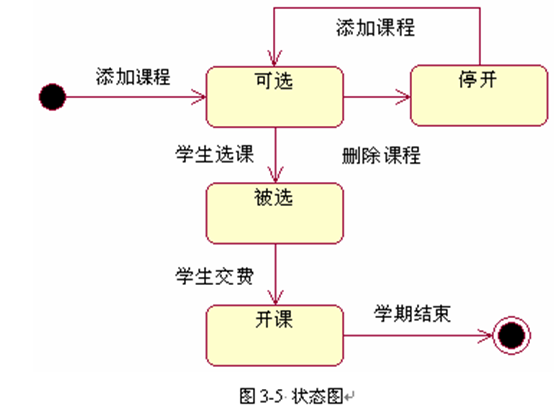 添加课程
添加课程
可选
停开
学生选课
删除课程
被选
学生交费
开课
学期结束
图 3-5 状态图